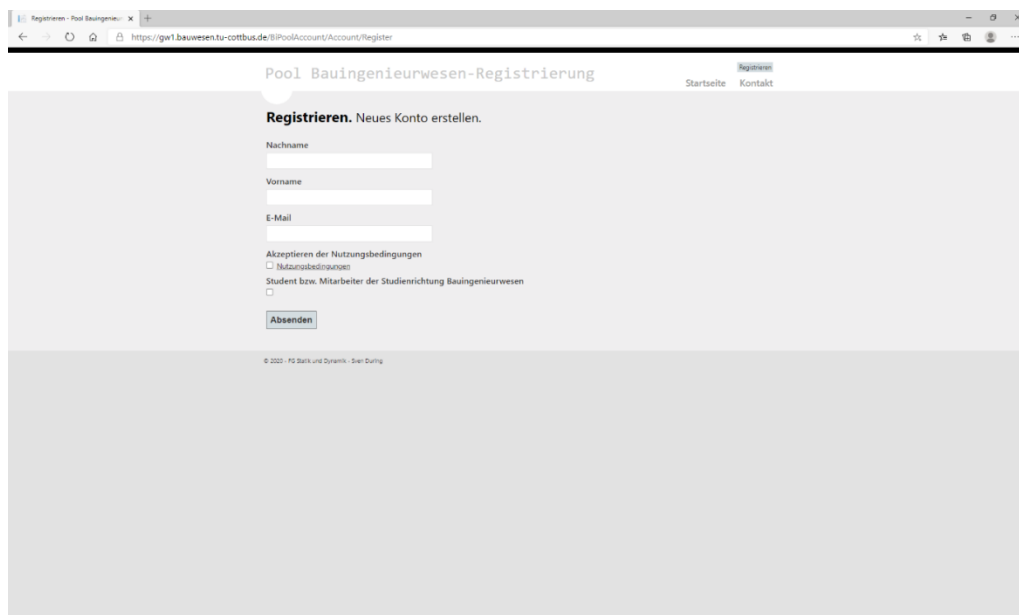 Registrieren - Pool Bauingenieur
https://gw1.bauwesen.tu-cottbus.de/BiPoolAccount/Account/Register
Registrieren
Pool Bauingenieurwesen-Registrierung
Startseite Kontakt
Registrieren. Neues Konto erstellen.
Nachname
Vorname
E-Mail
Akzeptieren der Nutzungsbedingungen
Nutzungsbedingungen
Student bzw. Mitarbeiter der Studienrichtung Bauingenieurwesen
Absenden
© 2020 - FG Statik und Dynamik - Sven During